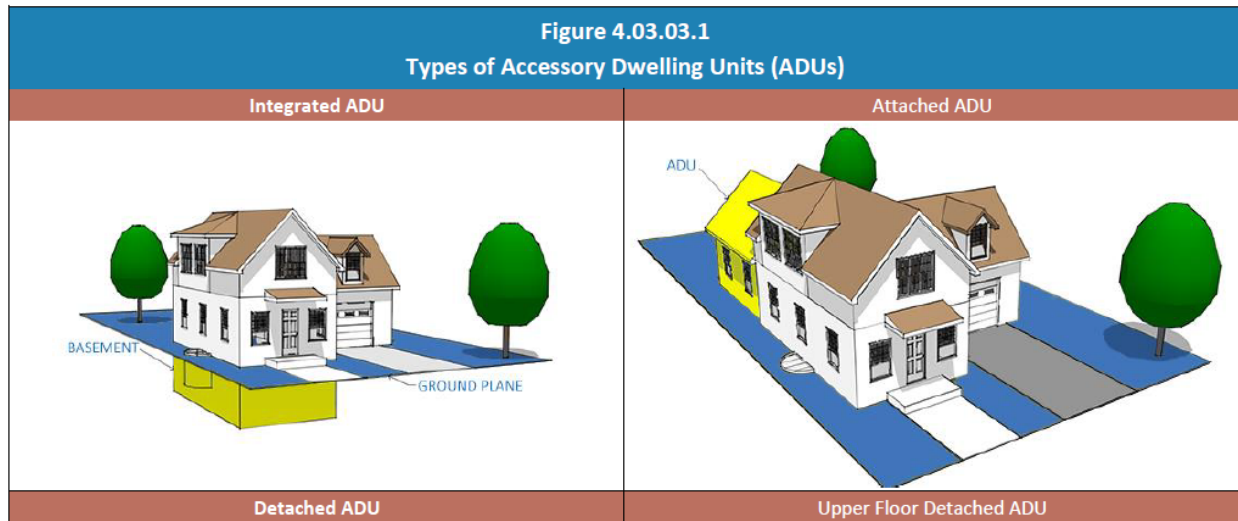 Figure 4.03.03.1
Types of Accessory Dwelling Units (ADUs)
Integrated ADU
Attached ADU
BASEMENT
GROUND PLANE
ADU
Detached ADU
Upper Floor Detached ADU